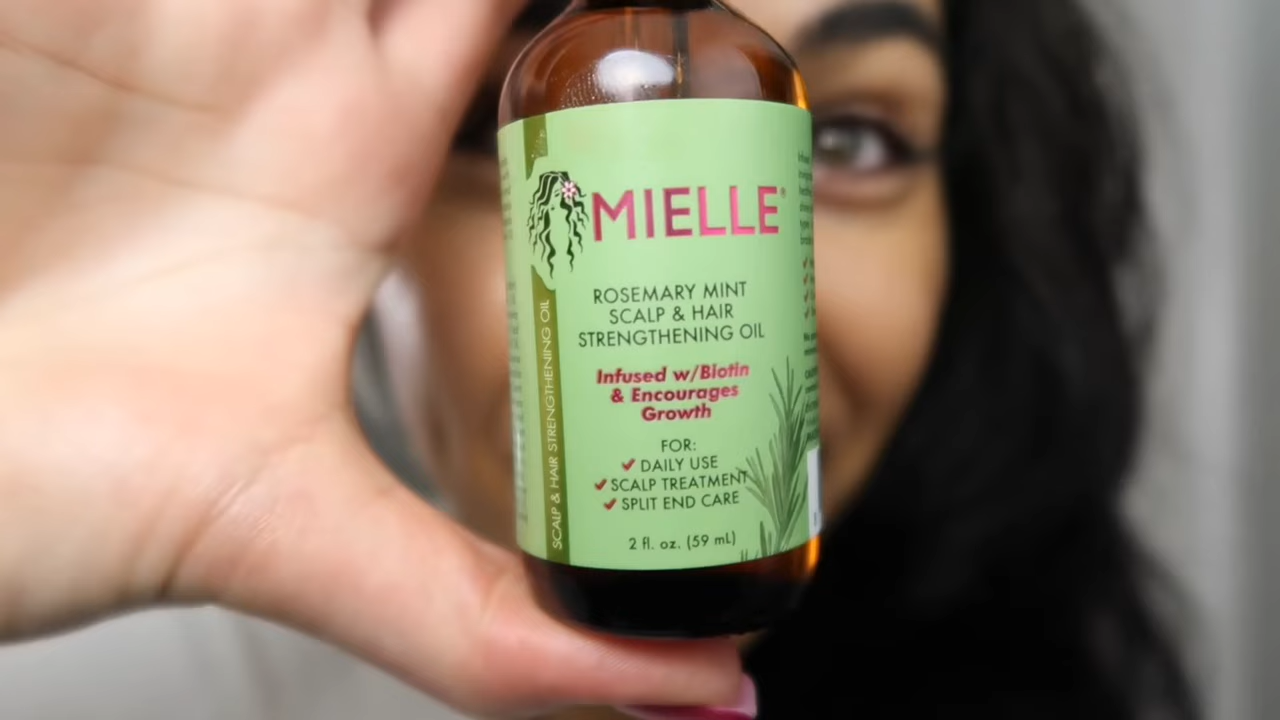 MIELLE®
ROSEMARY MINT
SCALP & HAIR
STRENGTHENING OIL
Infused w/Biotin
& Encourages
Growth
FOR:
✓ DAILY USE
✓ SCALP TREATMENT
✓ SPLIT END CARE
2 fl. oz. (59 mL)
SCALP & HAIR STRENGTHENING OIL